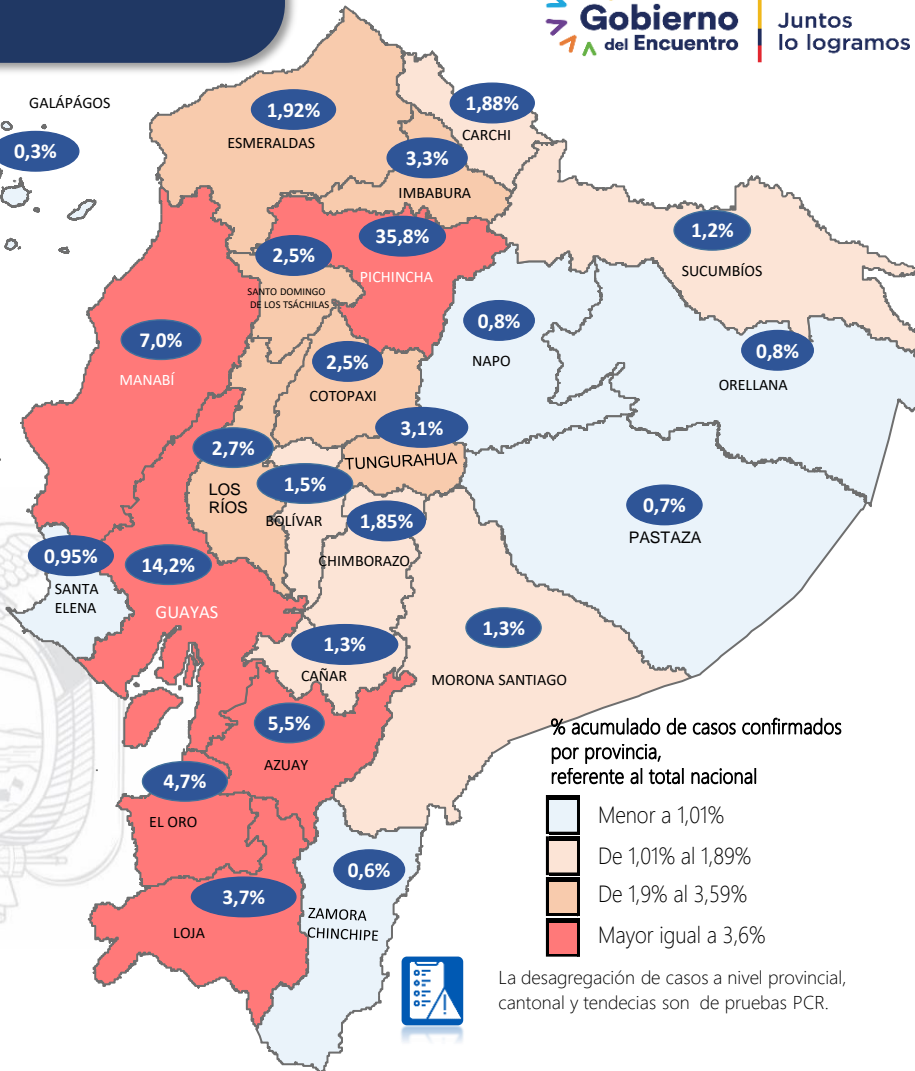 Gobierno
del Encuentro
Juntos
lo logramos
GALÁPÁGOS
0,3%
1,92%
ESMERALDAS
1,88%
CARCHI
3,3%
IMBABURA
35,8%
PICHINCHA
2,5%
SANTO DOMINGO
DE LOS TSÁCHILAS
1,2%
SUCUMBÍOS
7,0%
MANABÍ
0,8%
NAPO
0,8%
ORELLANA
2,5%
COTOPAXI
3,1%
TUNGURAHUA
2,7%
LOS
RÍOS
1,5%
BOLÍVAR
1,85%
CHIMBORAZO
0,7%
PASTAZA
0,95%
SANTA
ELENA
14,2%
GUAYAS
1,3%
CAÑAR
1,3%
MORONA SANTIAGO
5,5%
AZUAY
4,7%
EL ORO
3,7%
LOJA
0,6%
ZAMORA
CHINCHIPE
% acumulado de casos confirmados
por provincia,
referente al total nacional
Menor a 1,01%
De 1,01% al 1,89%
De 1,9% al 3,59%
Mayor igual a 3,6%
La desagregación de casos a nivel provincial,
cantonal y tendecias son de pruebas PCR.